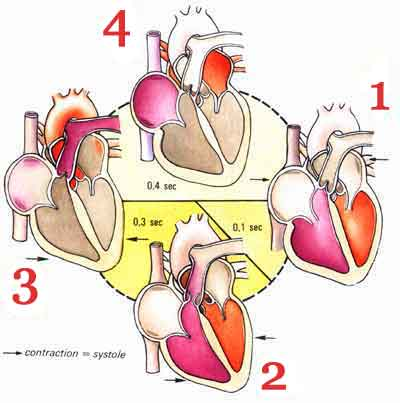 4
1
0,4 sec
0,3 sec
0,1 sec
3
2
contraction = systole